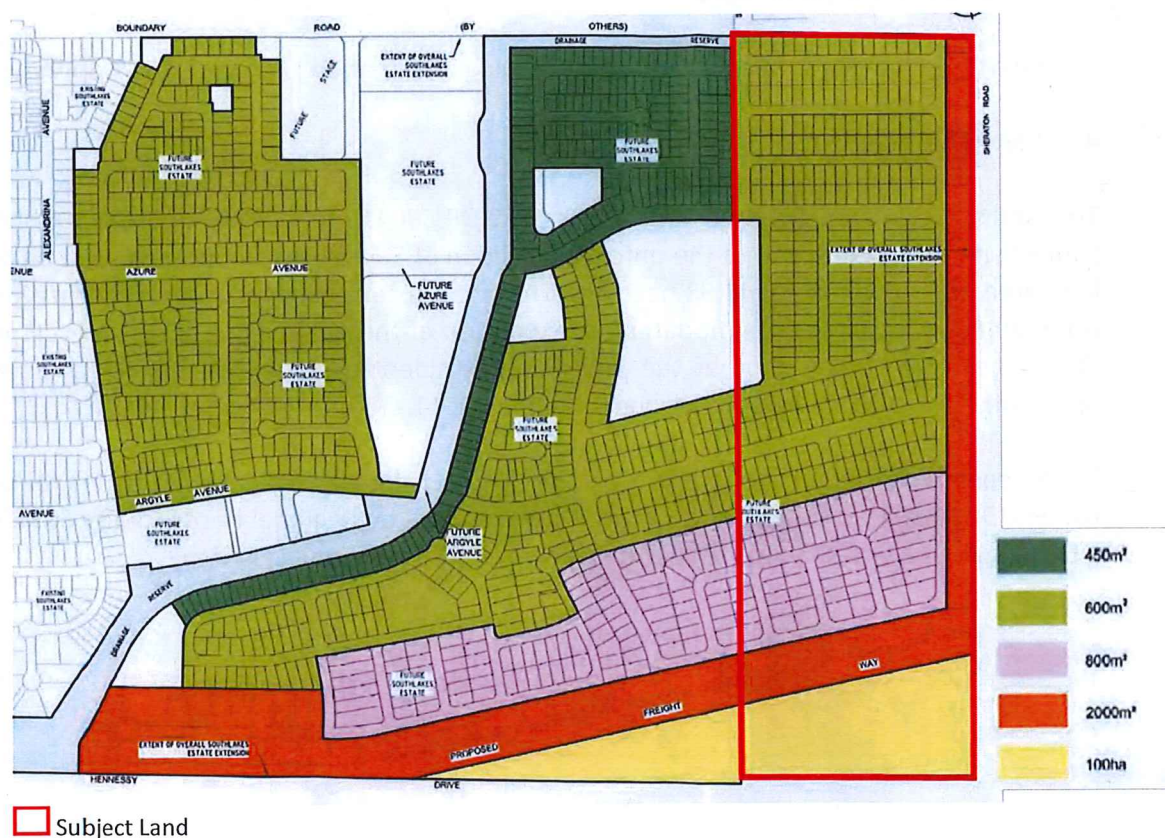 BOUNDARY ROAD (BY OTHERS)
DRAINAGE RESERVE
EXTENT OF OVERALL
SOUTHLAKES
ESTATE EXTENSION
EXISTING
SOUTHLAKES
ESTATE
FUTURE STAGE
AVENUE
ALEXANDRINA
SHERATON ROAD
FUTURE
SOUTHLAKES
ESTATE
FUTURE
SOUTHLAKES
ESTATE
FUTURE
SOUTHLAKES
ESTATE
EXTENT OF OVERALL SOUTHLAKES
ESTATE EXTENSION
AZURE AVENUE
FUTURE
AZURE
AVENUE
EXISTING
SOUTHLAKES
ESTATE
FUTURE
SOUTHLAKES
ESTATE
FUTURE
SOUTHLAKES
ESTATE
ARGYLE AVENUE
AVENUE
FUTURE
SOUTHLAKES
ESTATE
FUTURE
ARGYLE
AVENUE
FUTURE
SOUTHLAKES
ESTATE
EXISTING
SOUTHLAKES
ESTATE
DRAINAGE RESERVE
FUTURE
SOUTHLAKES
ESTATE
EXTENT OF OVERALL SOUTHLAKES
ESTATE EXTENSION
PROPOSED FREIGHT WAY
HENNESSY DRIVE
450m²
600m²
800m²
2000m²
100ha
Subject Land